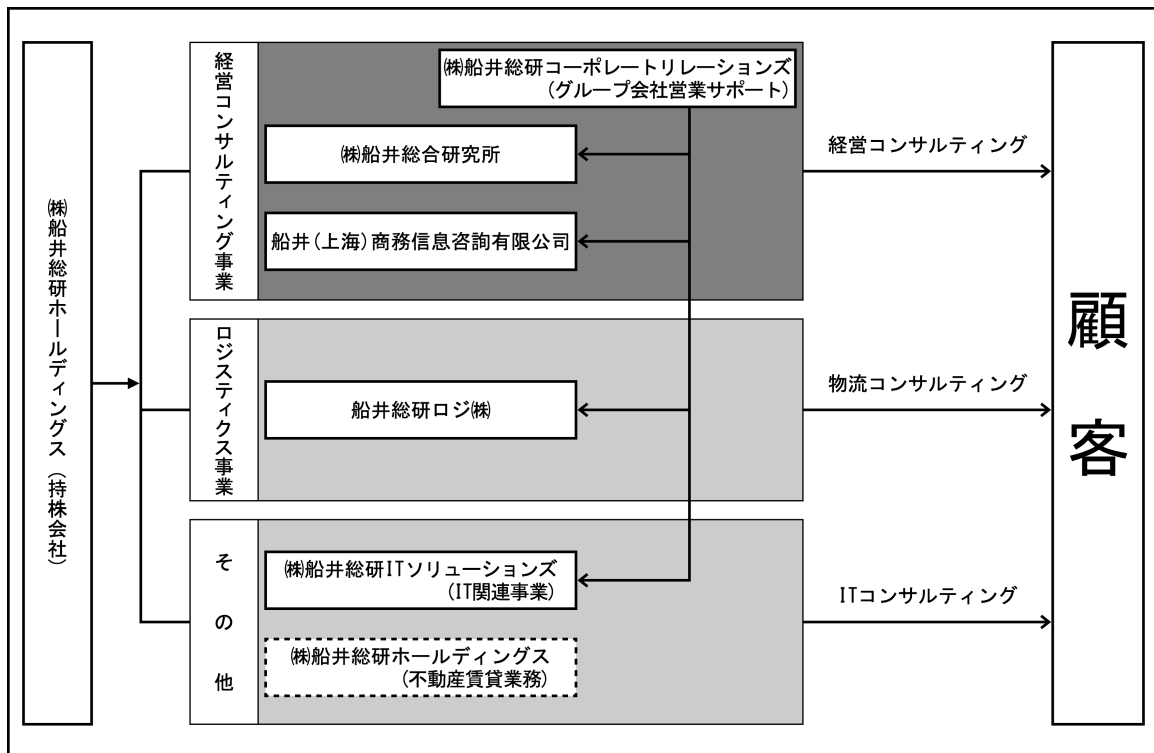 ㈱船井総研ホールディングス（持株会社）
経営コンサルティング事業
㈱船井総研コーポレートリレーションズ
（グループ会社営業サポート）
㈱船井総合研究所
船井（上海）商務信息咨詢有限公司
経営コンサルティング
ロジスティクス事業
船井総研ロジ㈱
物流コンサルティング
その他
㈱船井総研ITソリューションズ
（IT関連事業）
㈱船井総研ホールディングス
（不動産賃貸業務）
ITコンサルティング
顧客